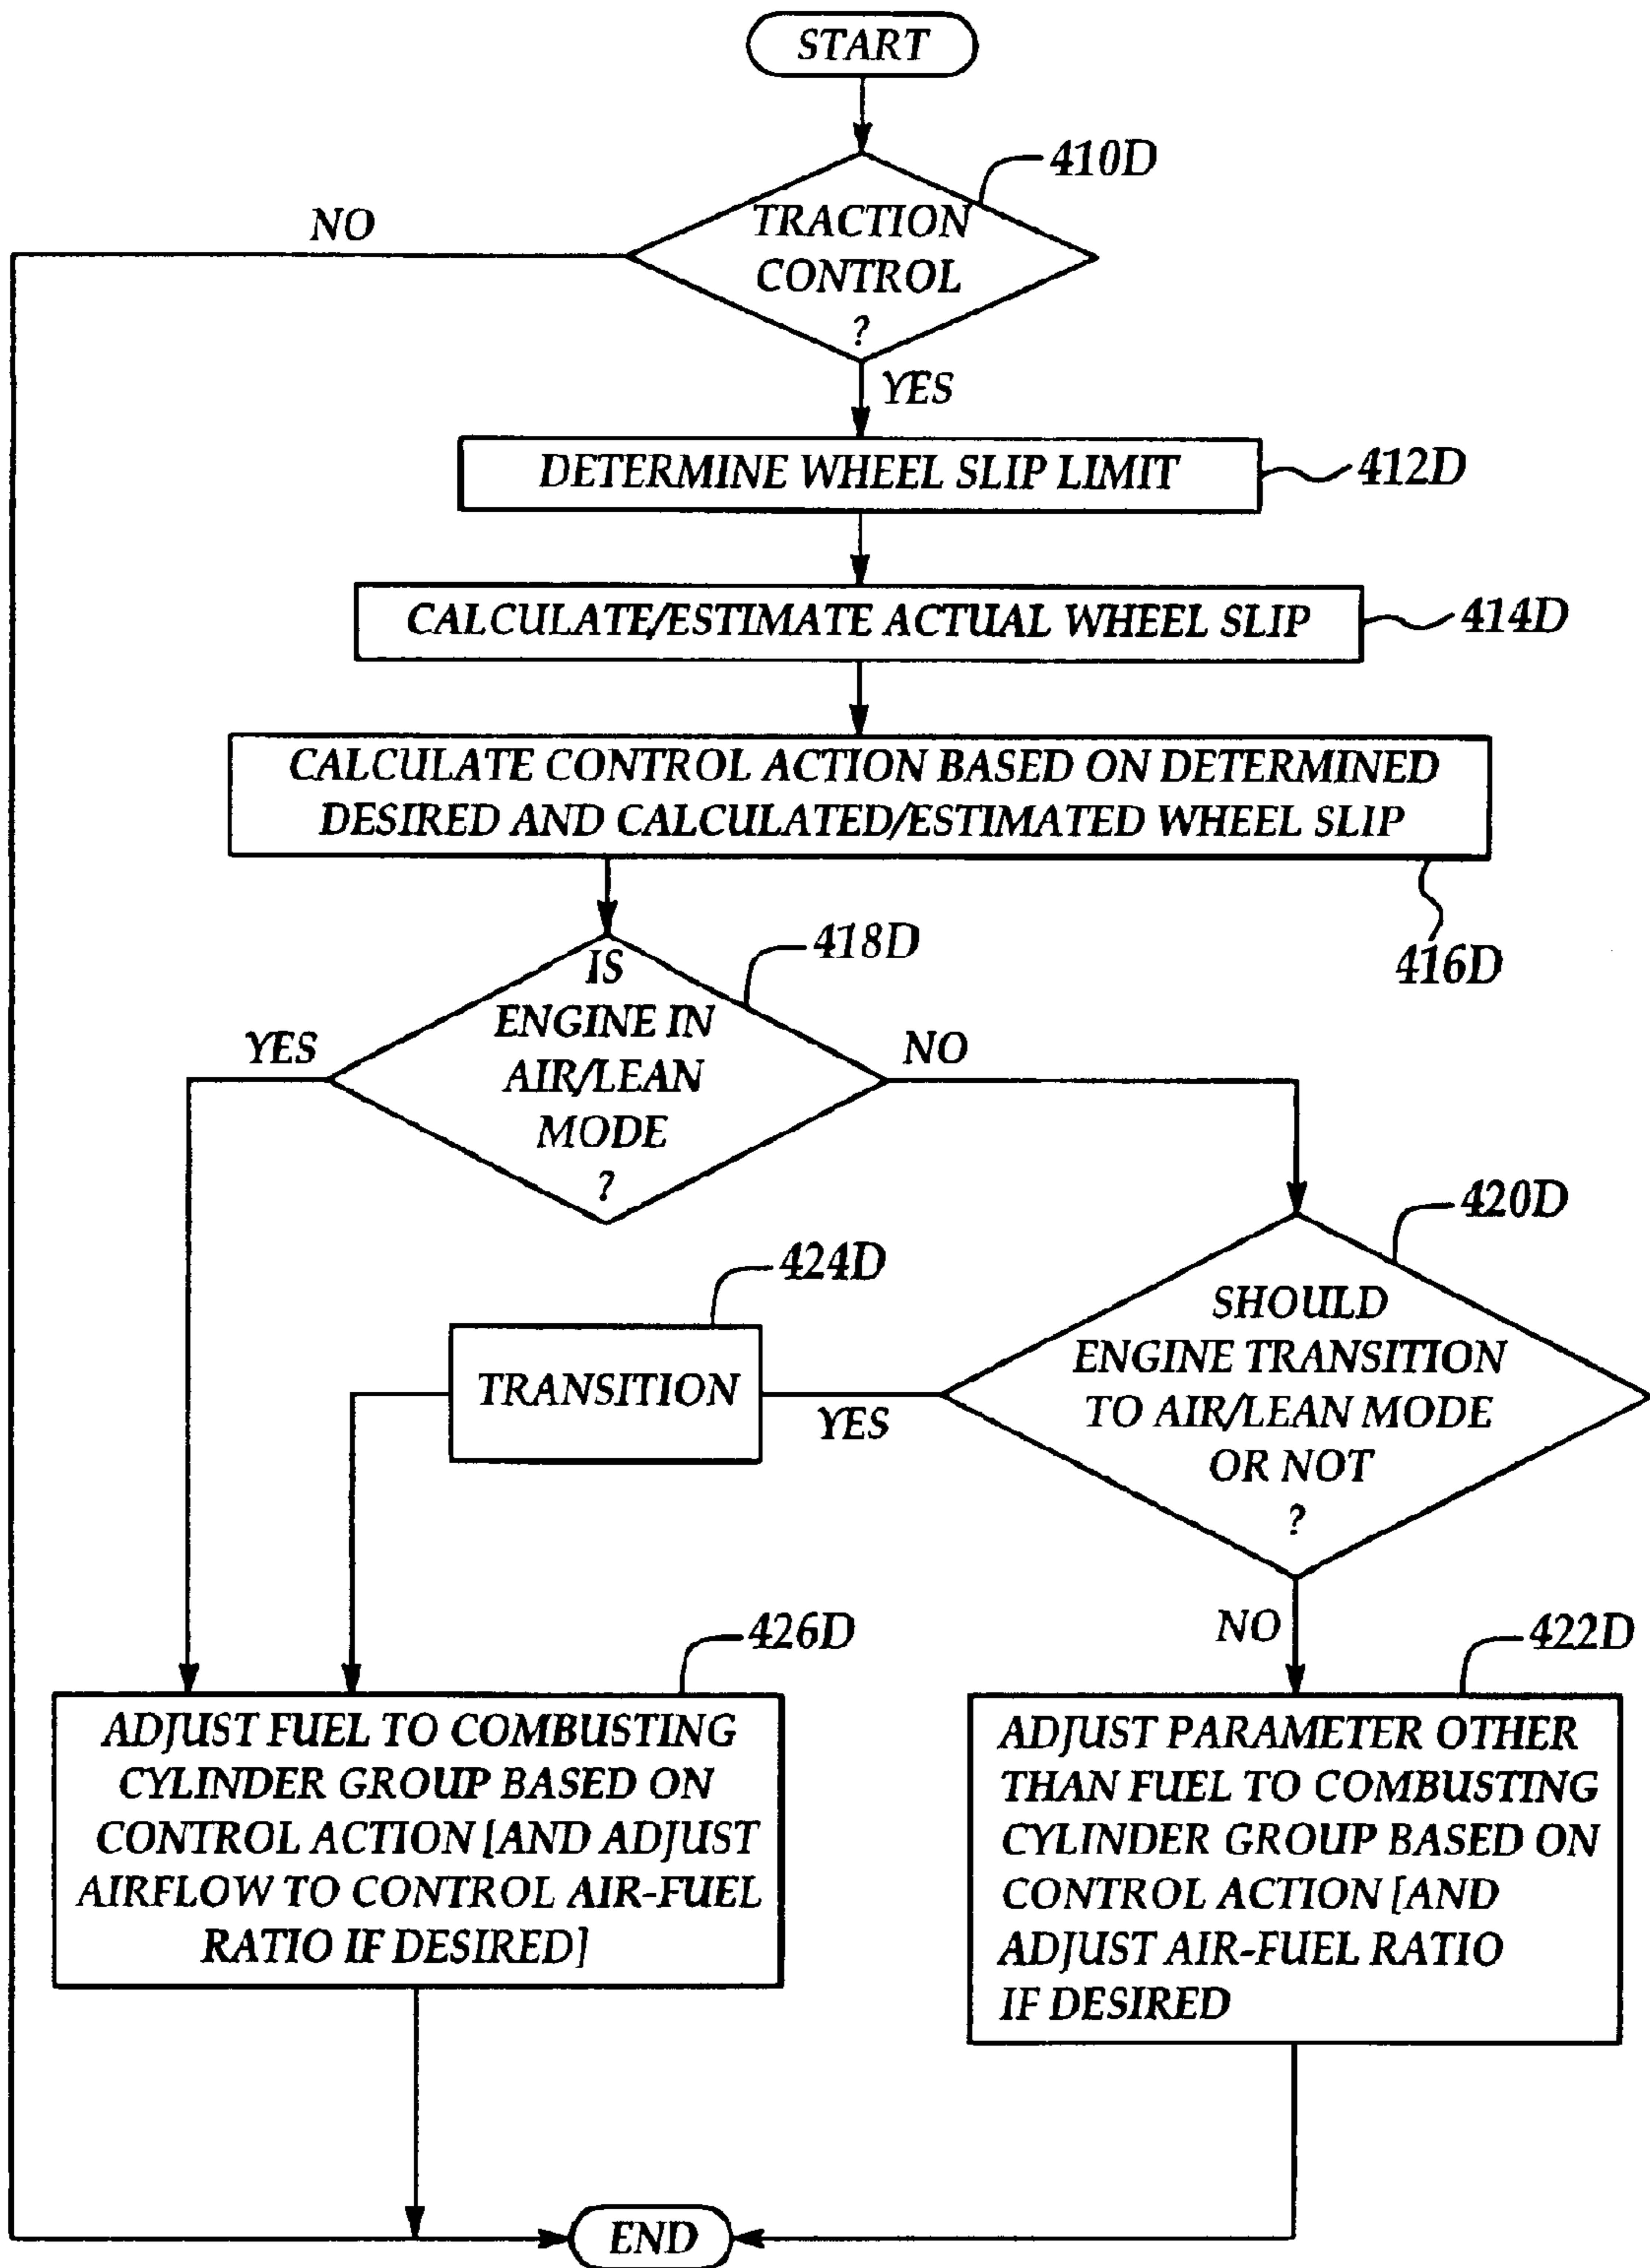 START
410D
NO
TRACTION
CONTROL
?
YES
DETERMINE WHEEL SLIP LIMIT
412D
CALCULATE/ESTIMATE ACTUAL WHEEL SLIP
414D
CALCULATE CONTROL ACTION BASED ON DETERMINED
DESIRED AND CALCULATED/ESTIMATED WHEEL SLIP
416D
418D
IS
ENGINE IN
AIR/LEAN
MODE
?
YES
NO
420D
424D
SHOULD
ENGINE TRANSITION
TO AIR/LEAN MODE
OR NOT
?
TRANSITION
YES
NO
426D
422D
ADJUST FUEL TO COMBUSTING
CYLINDER GROUP BASED ON
CONTROL ACTION [AND ADJUST
AIRFLOW TO CONTROL AIR-FUEL
RATIO IF DESIRED]
ADJUST PARAMETER OTHER
THAN FUEL TO COMBUSTING
CYLINDER GROUP BASED ON
CONTROL ACTION [AND
ADJUST AIR-FUEL RATIO
IF DESIRED
END